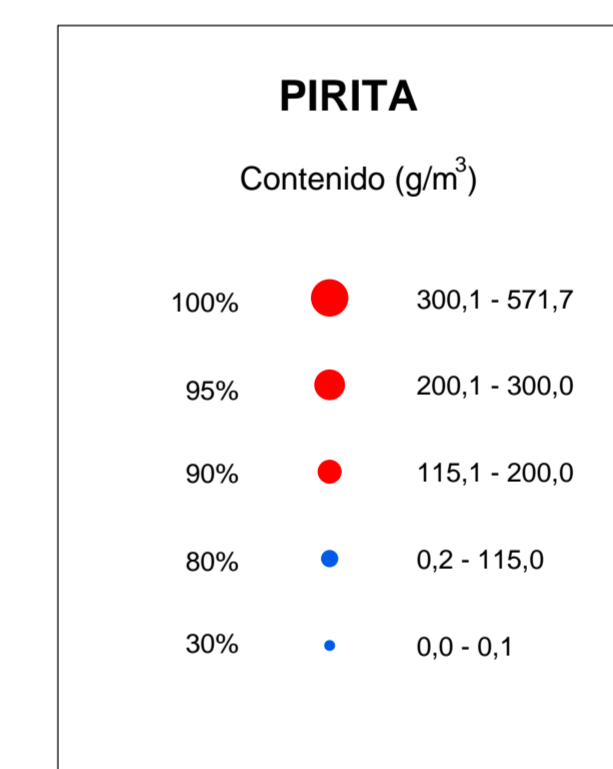 PIRITA
Contenido (g/m³)
100% 300,1 - 571,7
95% 200,1 - 300,0
90% 115,1 - 200,0
80% 0,2 - 115,0
30% 0,0 - 0,1